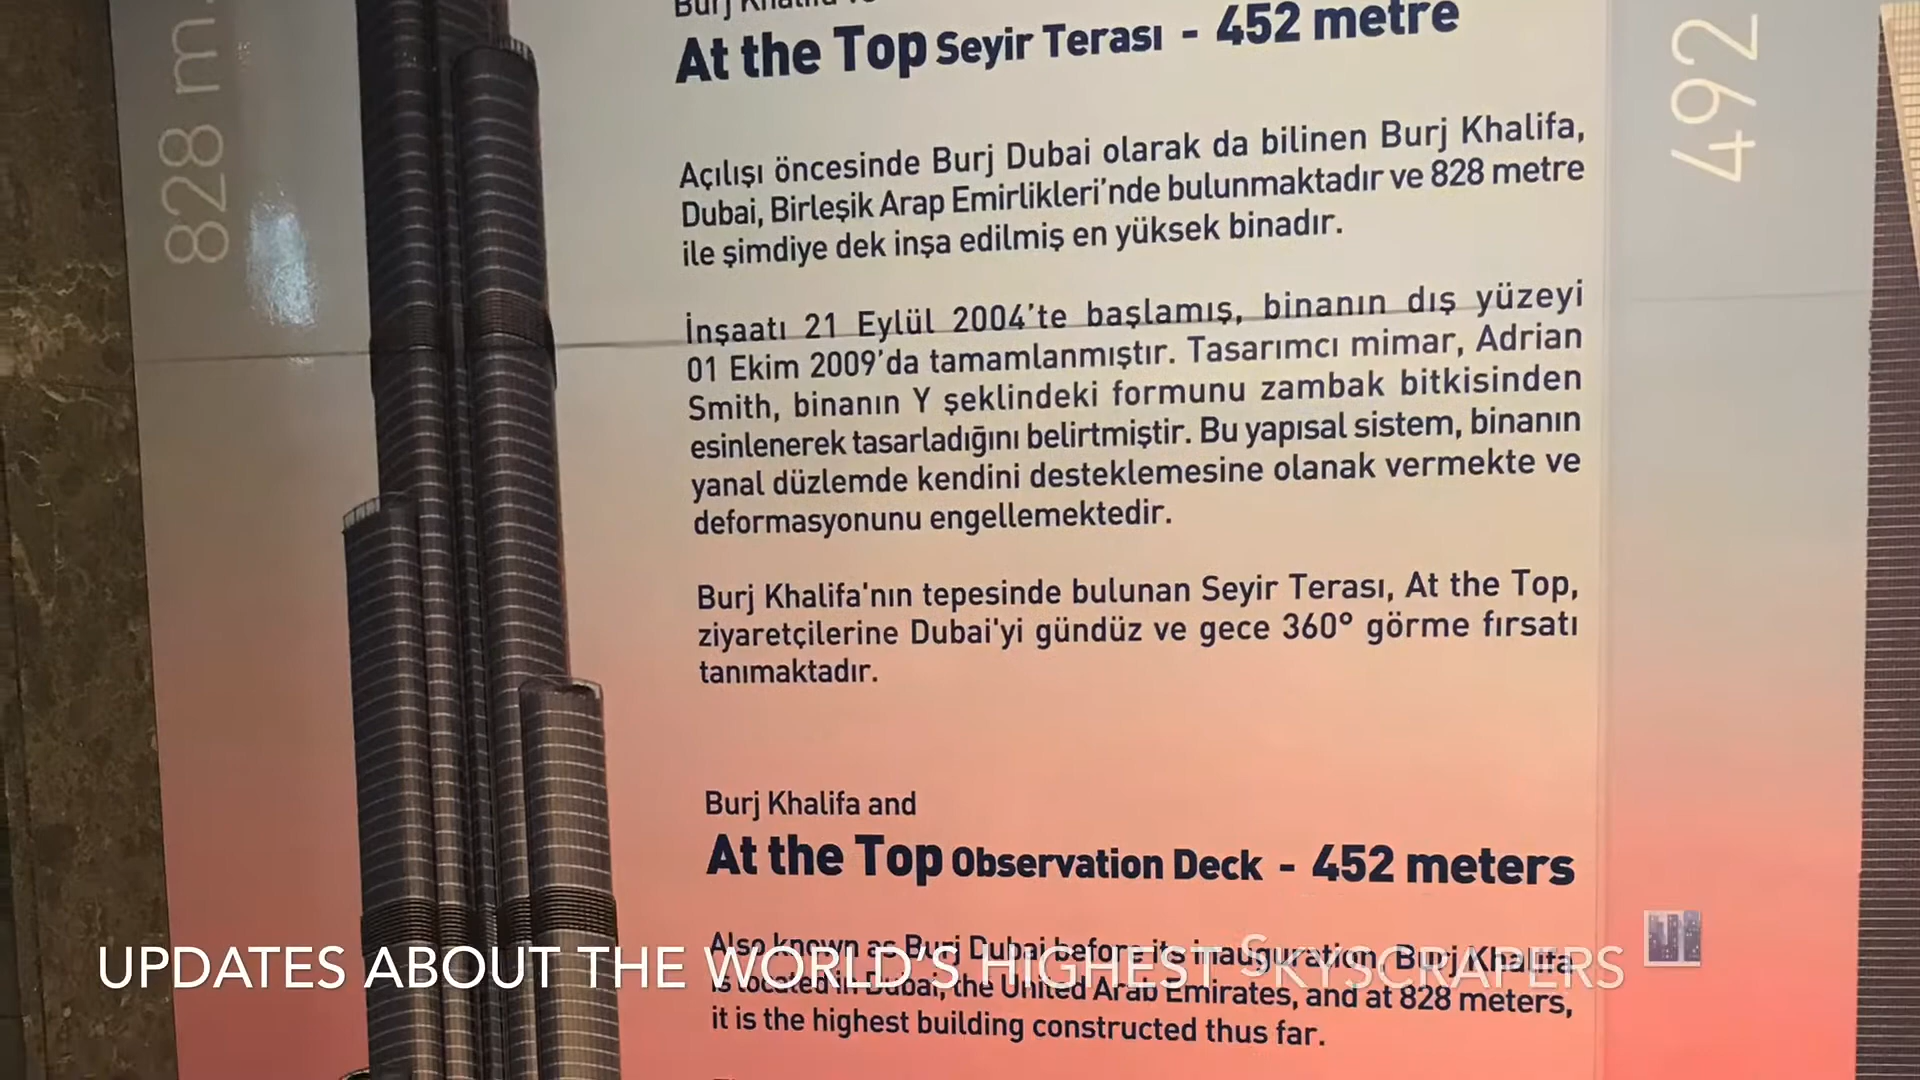 Burj Khalifa ve
At the Top Seyir Terası - 452 metre
828 m.
492
Açılışı öncesinde Burj Dubai olarak da bilinen Burj Khalifa,
Dubai, Birleşik Arap Emirlikleri'nde bulunmaktadır ve 828 metre
ile şimdiye dek inşa edilmiş en yüksek binadır.
İnşaatı 21 Eylül 2004'te başlamış, binanın dış yüzeyi
01 Ekim 2009'da tamamlanmıştır. Tasarımcı mimar, Adrian
Smith, binanın Y şeklindeki formunu zambak bitkisinden
esinlenerek tasarladığını belirtmiştir. Bu yapısal sistem, binanın
yanal düzlemde kendini desteklemesine olanak vermekte ve
deformasyonunu engellemektedir.
Burj Khalifa'nın tepesinde bulunan Seyir Terası, At the Top,
ziyaretçilerine Dubai'yi gündüz ve gece 360° görme fırsatı
tanımaktadır.
Burj Khalifa and
At the Top Observation Deck - 452 meters
Also known as Burj Dubai before its inauguration, Burj Khalifa
is located in Dubai, the United Arab Emirates, and at 828 meters,
it is the highest building constructed thus far.
UPDATES ABOUT THE WORLD'S HIGHEST SKYSCRAPERS